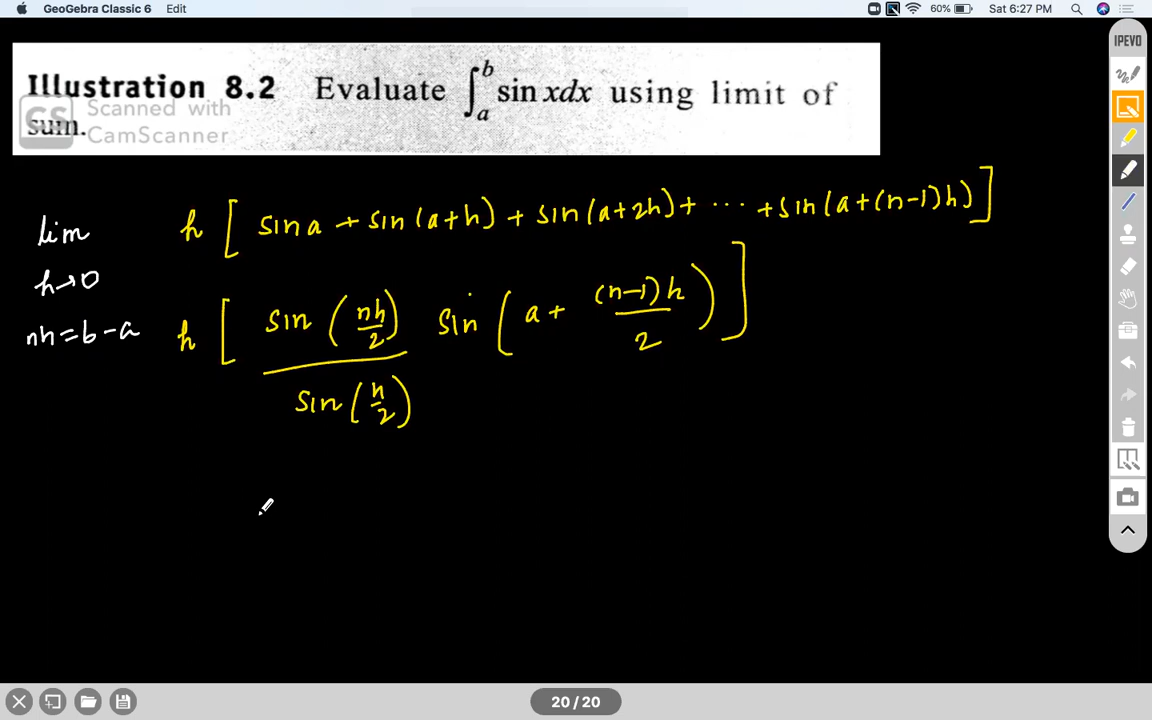 GeoGebra Classic 6 Edit 60% Sat 6:27 PM
IPEVO
Illustration 8.2 Evaluate ∫_a^b sin xdx using limit of
sum.
CS Scanned with
CamScanner
lim h→0 nh=b-a
h [ sin a + sin(a+h) + sin(a+2h) + ··· + sin(a+(n-1)h) ]
h [ sin(nh/2) / sin(h/2) sin( a + (n-1)h/2 ) ]
20/20